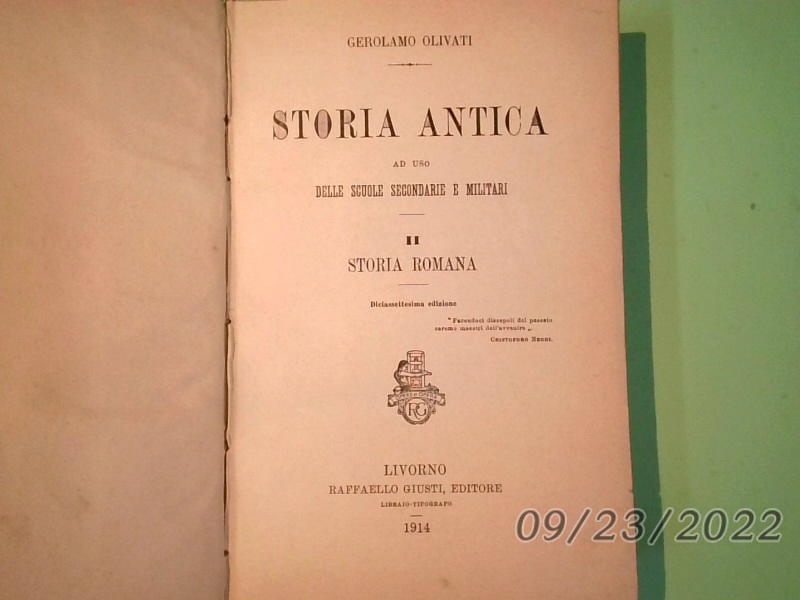 GEROLAMO OLIVATI
STORIA ANTICA
AD USO
DELLE SCUOLE SECONDARIE E MILITARI
II
STORIA ROMANA
Diciassettesima edizione
"Facendoci discepoli del passato
saremo maestri dell'avvenire „
CRISTOFORO NEGRI.
RG
LIVORNO
RAFFAELLO GIUSTI, EDITORE
LIBRAIO-TIPOGRAFO
1914
09/23/2022